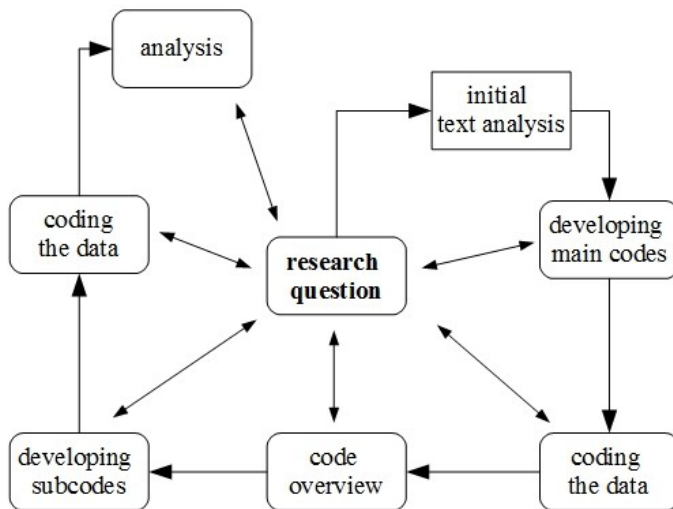 analysis
initial
text analysis
coding
the data
developing
main codes
research
question
developing
subcodes
code
overview
coding
the data